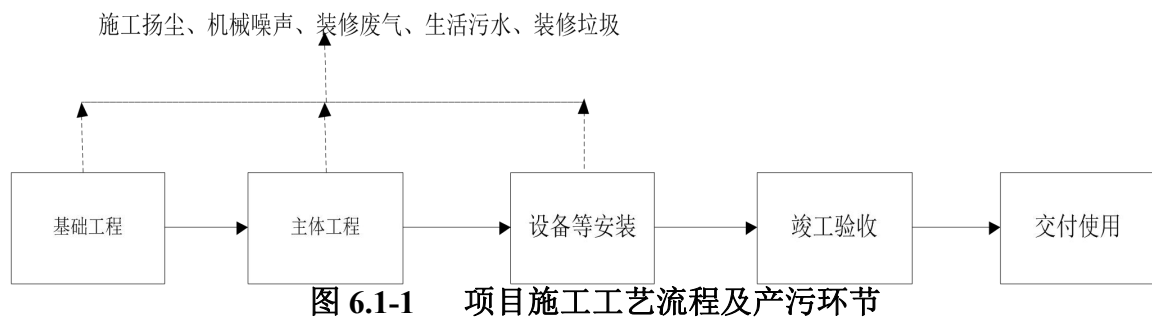 施工扬尘、机械噪声、装修废气、生活污水、装修垃圾
基础工程
主体工程
设备等安装
竣工验收
交付使用
图 6.1-1 项目施工工艺流程及产污环节